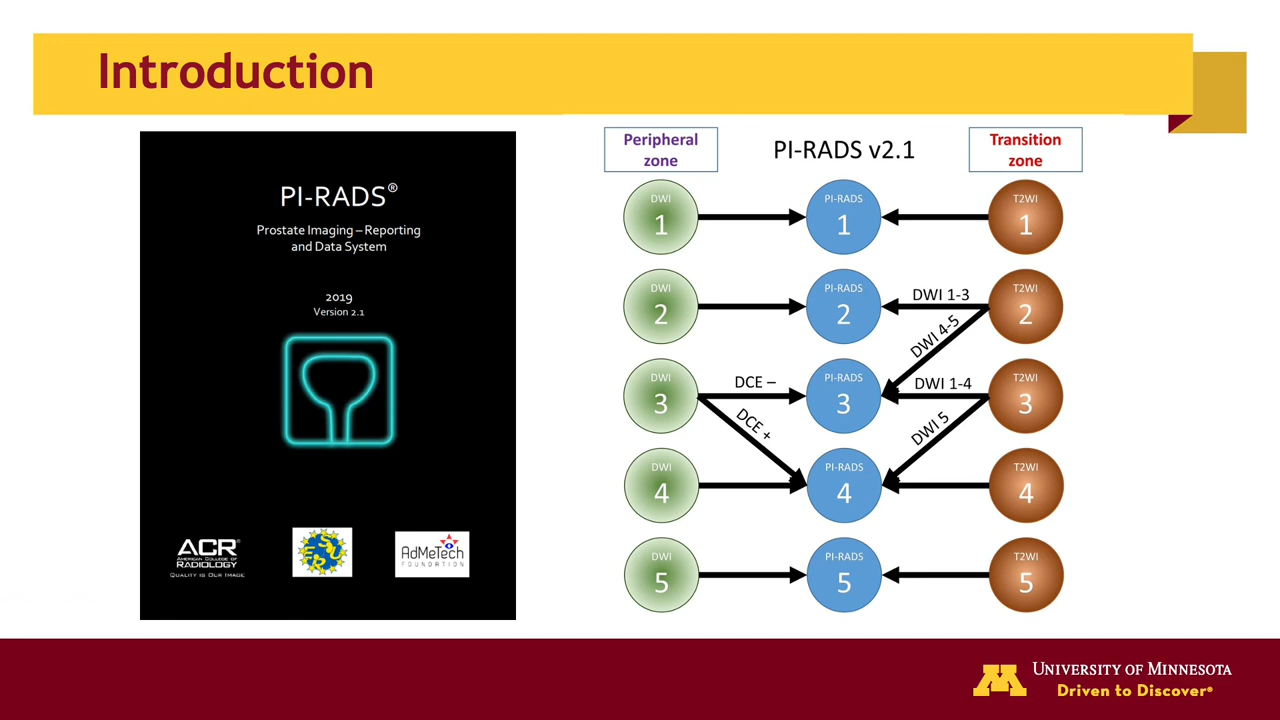 Introduction
PI-RADS®
Prostate Imaging – Reporting
and Data System
2019
Version 2.1
ACR®
AMERICAN COLLEGE OF
RADIOLOGY
QUALITY IS OUR IMAGE
ESUR
AdMeTech
FOUNDATION
Peripheral
zone
PI-RADS v2.1
Transition
zone
DWI
1
PI-RADS
1
T2WI
1
DWI
2
PI-RADS
2
DWI 1-3
T2WI
2
DWI 4-5
DWI
3
DCE –
PI-RADS
3
DWI 1-4
T2WI
3
DCE +
DWI 5
DWI
4
PI-RADS
4
T2WI
4
DWI
5
PI-RADS
5
T2WI
5
M
UNIVERSITY OF MINNESOTA
Driven to Discover®